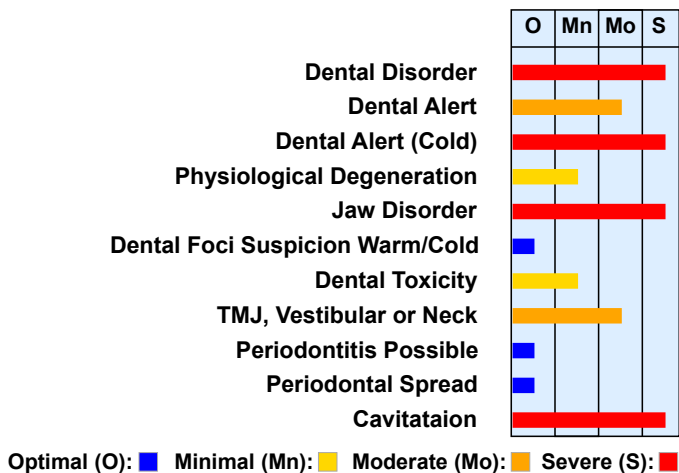 O Mn Mo S
Dental Disorder
Dental Alert
Dental Alert (Cold)
Physiological Degeneration
Jaw Disorder
Dental Foci Suspicion Warm/Cold
Dental Toxicity
TMJ, Vestibular or Neck
Periodontitis Possible
Periodontal Spread
Cavitataion
Optimal (O): Minimal (Mn): Moderate (Mo): Severe (S):